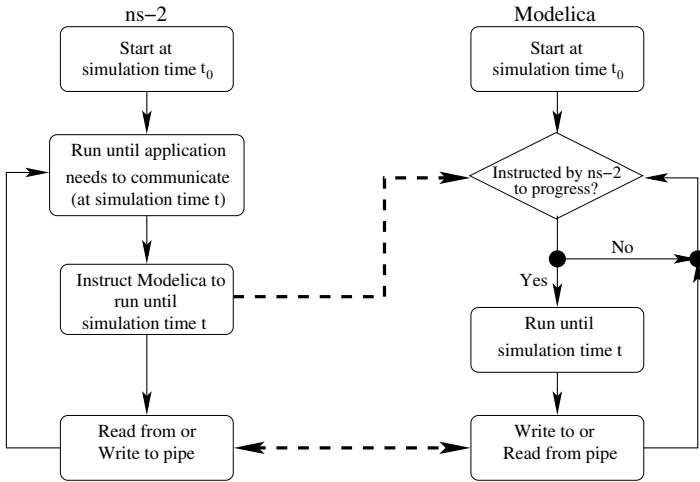 ns−2
Start at
simulation time t0
Run until application
needs to communicate
(at simulation time t)
Instruct Modelica to
run until
simulation time t
Read from or
Write to pipe
Modelica
Start at
simulation time t0
Instructed by ns−2
to progress?
No
Yes
Run until
simulation time t
Write to or
Read from pipe